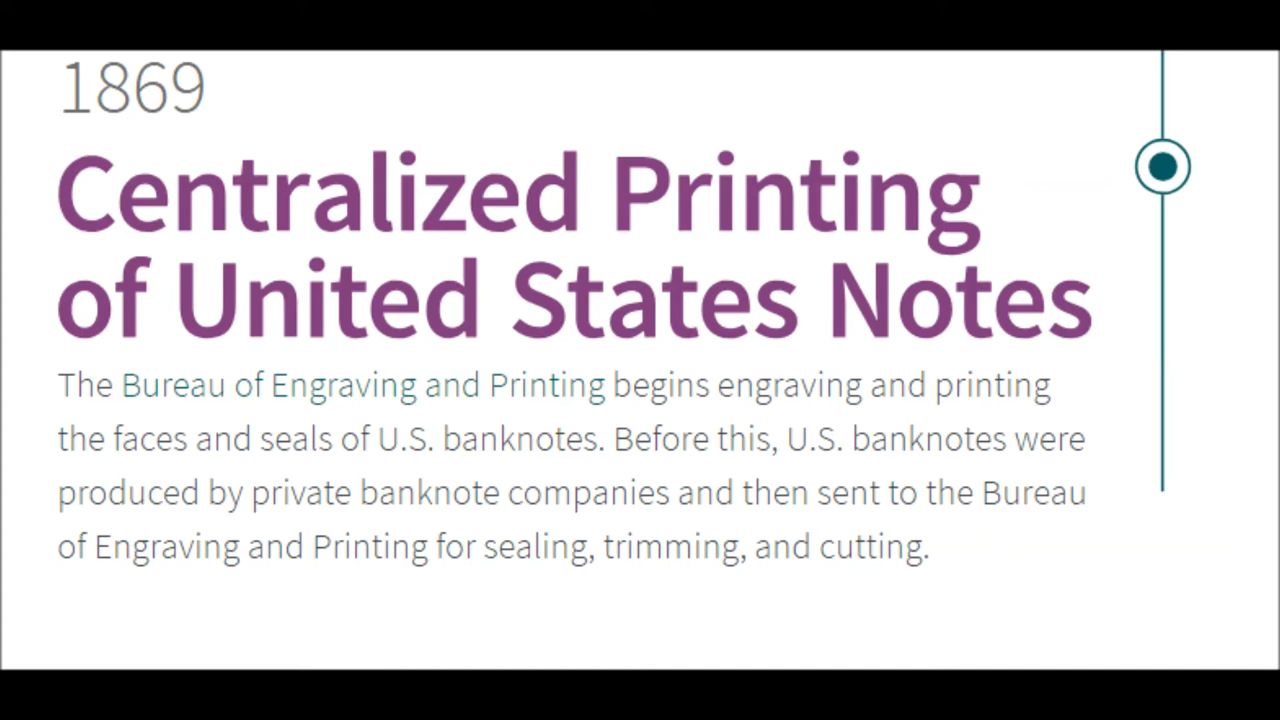 1869
Centralized Printing
of United States Notes
The Bureau of Engraving and Printing begins engraving and printing
the faces and seals of U.S. banknotes. Before this, U.S. banknotes were
produced by private banknote companies and then sent to the Bureau
of Engraving and Printing for sealing, trimming, and cutting.